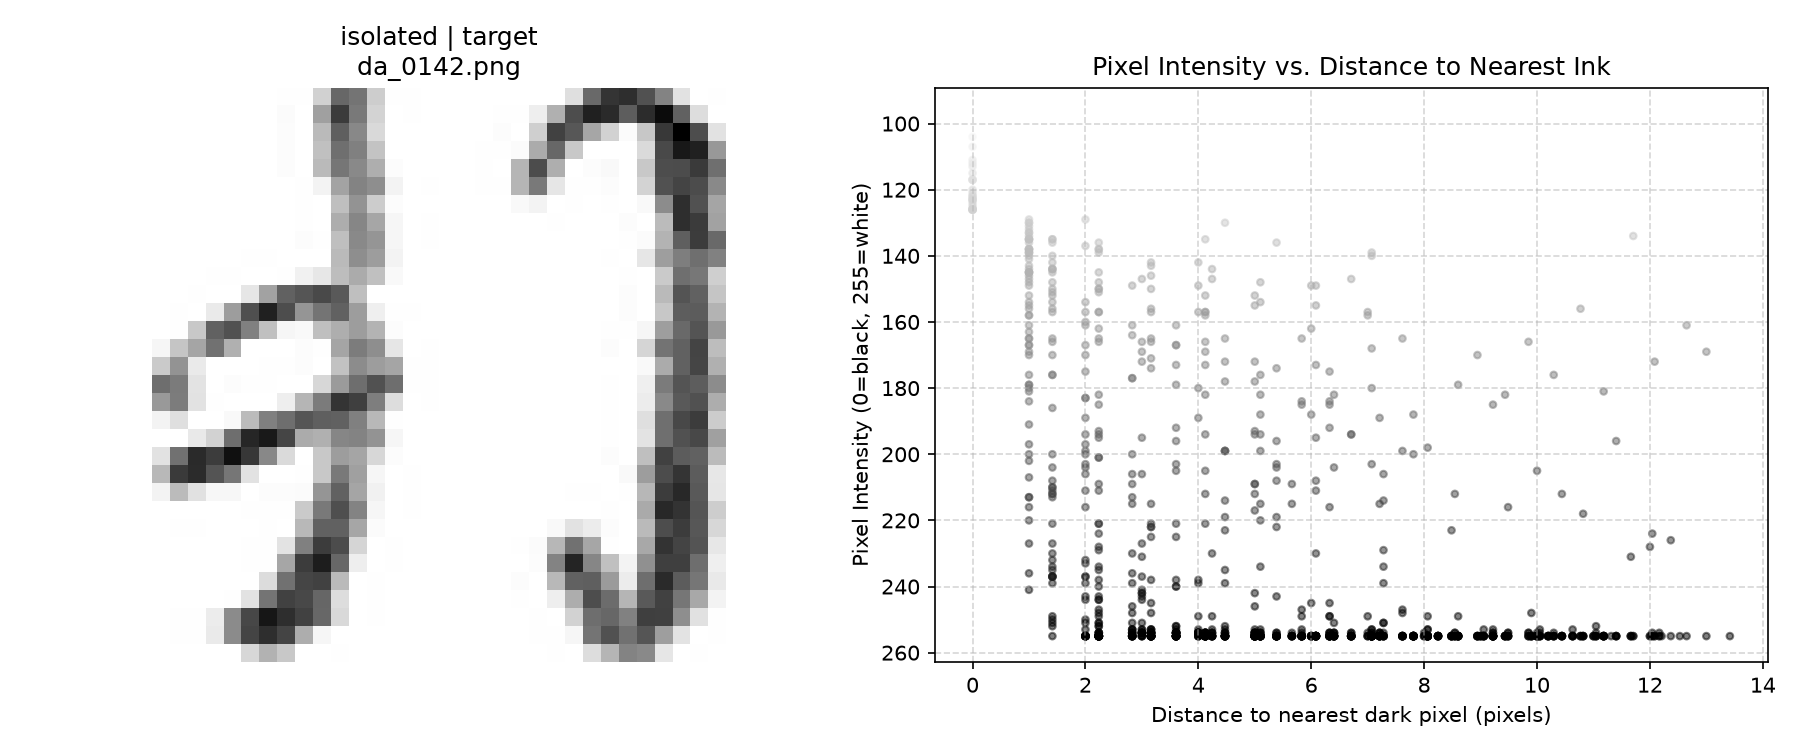 isolated | target
da_0142.png
Pixel Intensity vs. Distance to Nearest Ink
Pixel Intensity (0=black, 255=white)
100
120
140
160
180
200
220
240
260
0 2 4 6 8 10 12 14
Distance to nearest dark pixel (pixels)